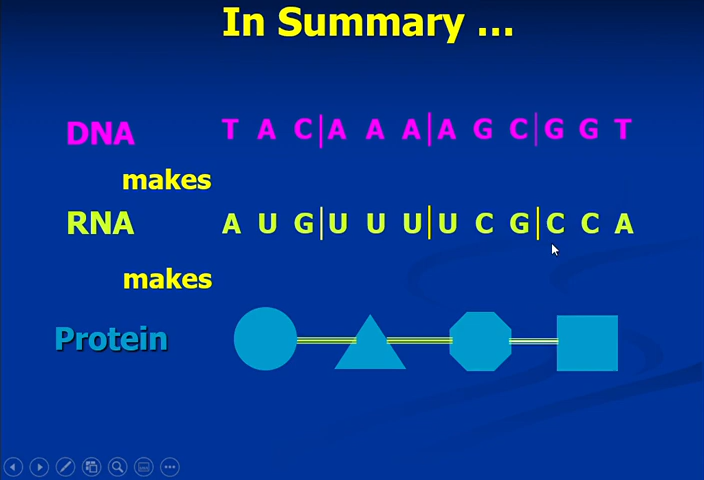 In Summary ...
DNA T A C|A A A|A G C|G G T
makes
RNA A U G|U U U|U C G|C C A
makes
Protein